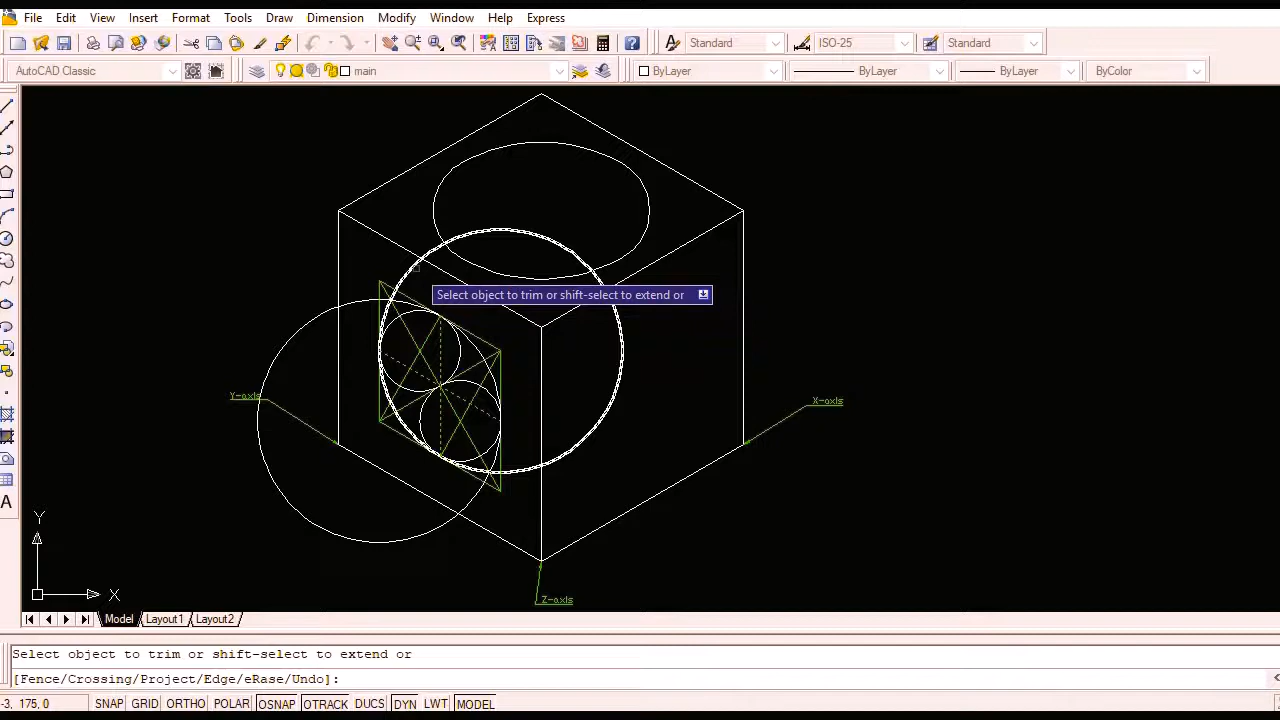 File Edit View Insert Format Tools Draw Dimension Modify Window Help Express
Standard ISO-25 Standard
AutoCAD Classic main ByLayer ByLayer ByLayer ByColor
Select object to trim or shift-select to extend or
Y-axis
X-axis
A
Y
X
Z-axis
Model Layout1 Layout2
Select object to trim or shift-select to extend or
[Fence/Crossing/Project/Edge/eRase/Undo]:
-3, 175, 0 SNAP GRID ORTHO POLAR OSNAP OTRACK DUCS DYN LWT MODEL